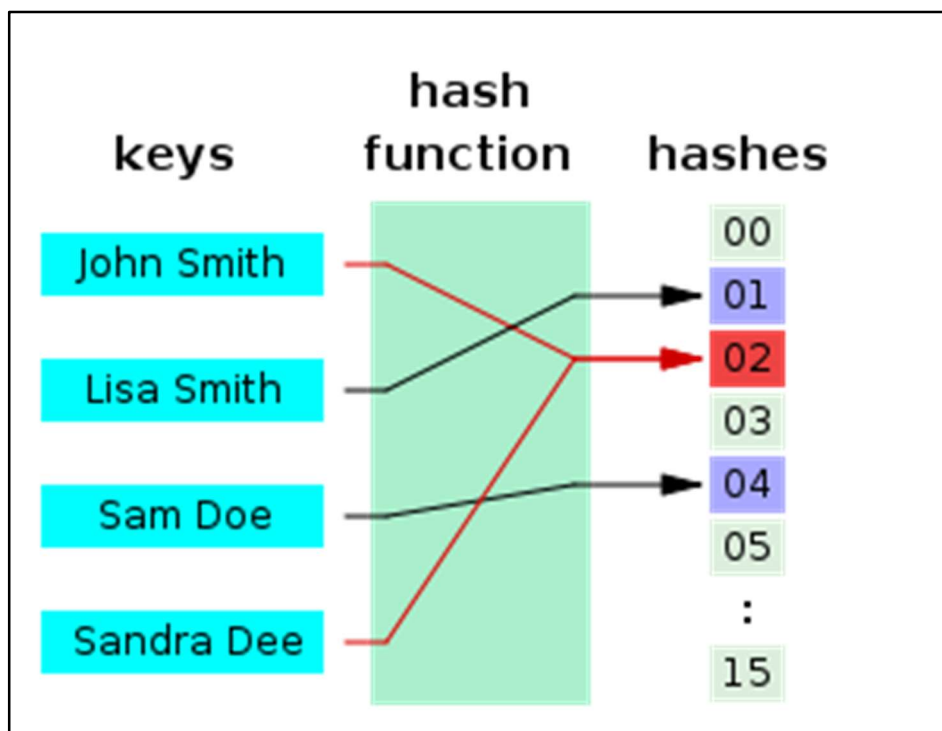 hash
keys function hashes
John Smith
Lisa Smith
Sam Doe
Sandra Dee
00
01
02
03
04
05
:
15